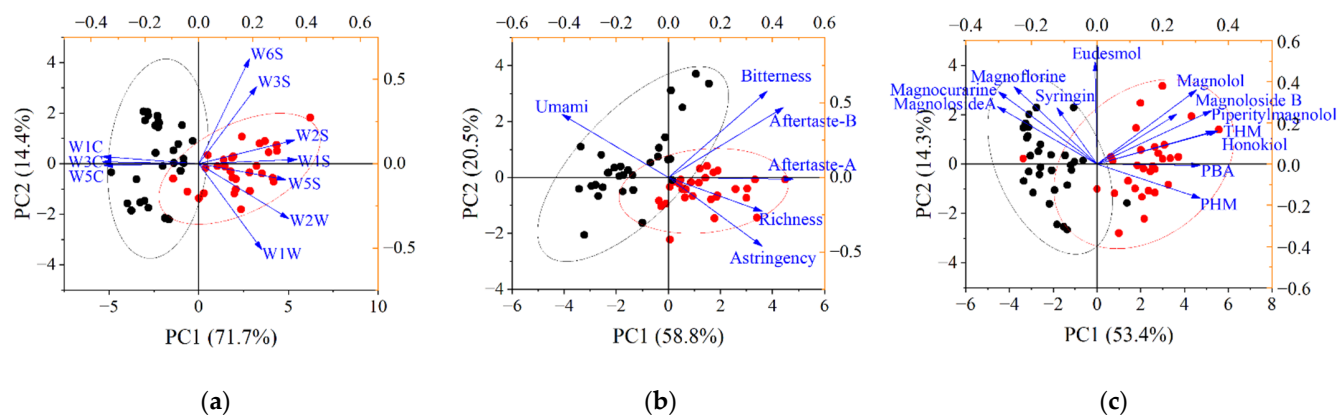 −0.2 −0.1 0.0 0.1 0.2 0.3 0.4
4
2
0
−2
−4
PC2 (14.4%)
0.5
0.0
−0.5
W6S
W3S
W2S
W1S
W5S
W2W
W1W
W1C
W3C
W5C
−5 0 5 10
PC1 (71.7%)
(a)
−0.4 −0.2 0.0 0.2 0.4 0.6
4
2
0
−2
−4
PC2 (20.5%)
0.5
0.0
−0.5
Umami
Bitterness
Aftertaste-B
Aftertaste-A
Richness
Astringency
−6 −4 −2 0 2 4 6
PC1 (58.8%)
(b)
−0.4 −0.2 0.0 0.2 0.4
4
2
0
−2
−4
PC2 (14.3%)
0.6
0.4
0.2
0.0
−0.2
−0.4
−0.6
Eudesmol
Magnoflorine
Magnocurarine
MagnolosideA
Syringin
Magnolol
Magnoloside B
Piperitylmagnolol
THM
Honokiol
PBA
PHM
−6 −4 −2 0 2 4 6 8
PC1 (53.4%)
(c)